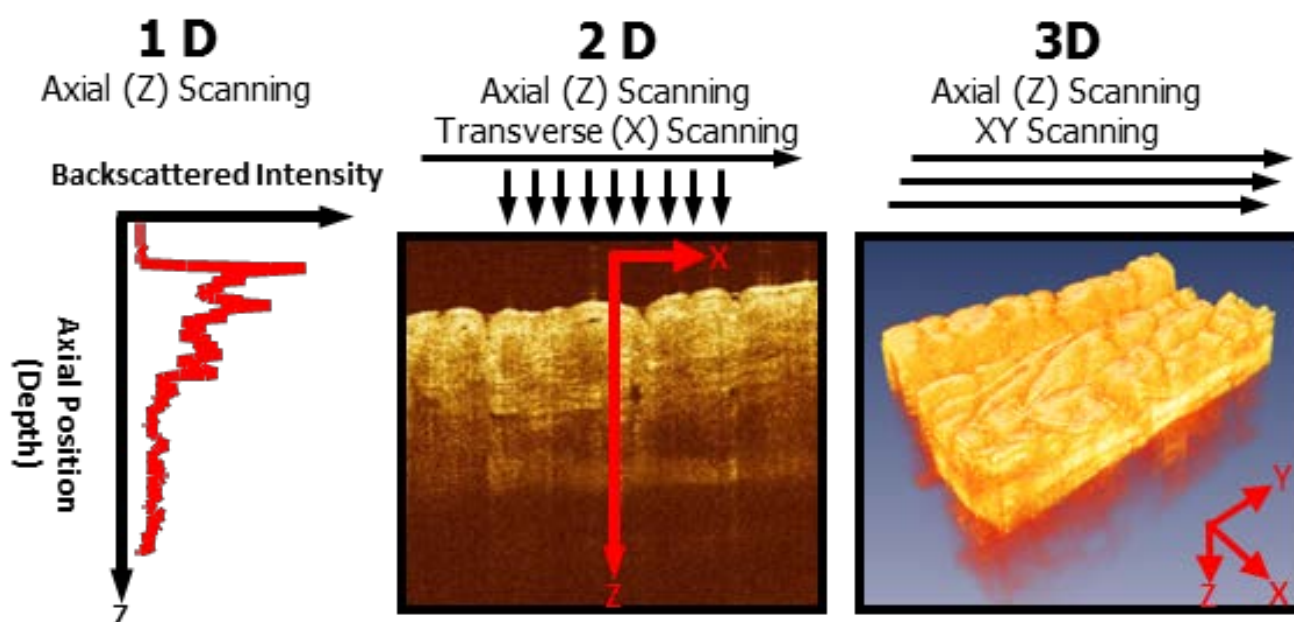 1 D
Axial (Z) Scanning
Backscattered Intensity
Axial Position
(Depth)
Z
2 D
Axial (Z) Scanning
Transverse (X) Scanning
X
Z
3D
Axial (Z) Scanning
XY Scanning
Y
Z
X